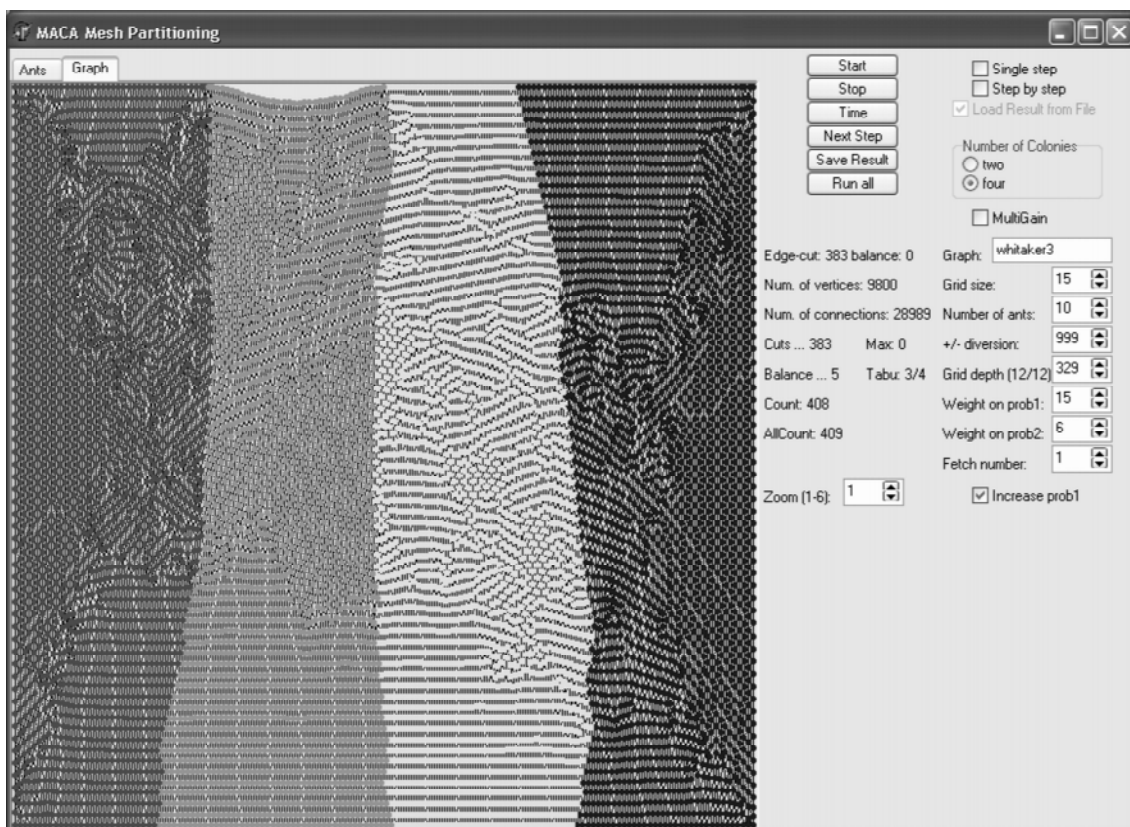 MACA Mesh Partitioning
Ants
Graph
Start
Stop
Time
Next Step
Save Result
Run all
Single step
Step by step
Load Result from File
Number of Colonies
two
four
MultiGain
Edge-cut: 383 balance: 0
Num. of vertices: 9800
Num. of connections: 28989
Cuts ... 383 Max: 0
Balance ... 5 Tabu: 3/4
Count: 408
AllCount: 409
Zoom (1-6): 1
Graph: whitaker3
Grid size: 15
Number of ants: 10
+/- diversion: 999
Grid depth (12/12) 329
Weight on prob1: 15
Weight on prob2: 6
Fetch number: 1
Increase prob1